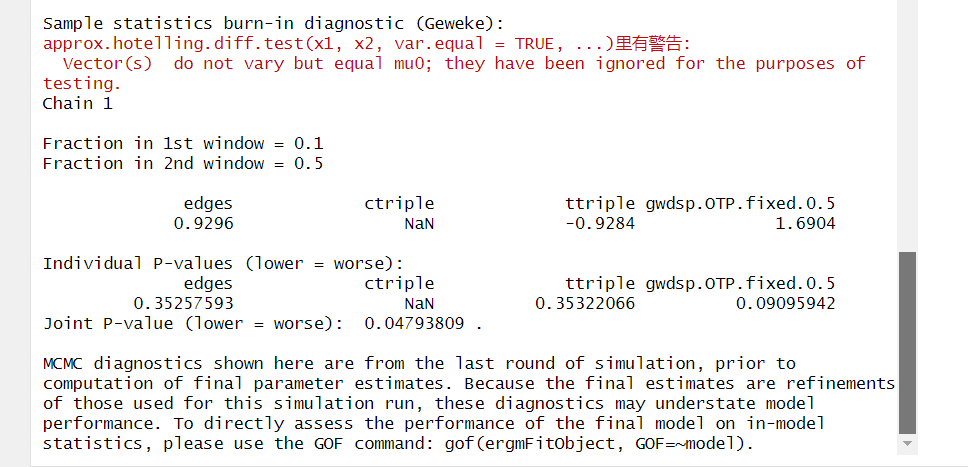 Sample statistics burn-in diagnostic (Geweke):
approx.hotelling.diff.test(x1, x2, var.equal = TRUE, ...)里有警告:
Vector(s) do not vary but equal mu0; they have been ignored for the purposes of
testing.
Chain 1
Fraction in 1st window = 0.1
Fraction in 2nd window = 0.5
edges ctriple ttriple gwdsp.OTP.fixed.0.5
0.9296 NaN -0.9284 1.6904
Individual P-values (lower = worse):
edges ctriple ttriple gwdsp.OTP.fixed.0.5
0.35257593 NaN 0.35322066 0.09095942
Joint P-value (lower = worse): 0.04793809 .
MCMC diagnostics shown here are from the last round of simulation, prior to
computation of final parameter estimates. Because the final estimates are refinements
of those used for this simulation run, these diagnostics may understate model
performance. To directly assess the performance of the final model on in-model
statistics, please use the GOF command: gof(ergmFitObject, GOF=~model).